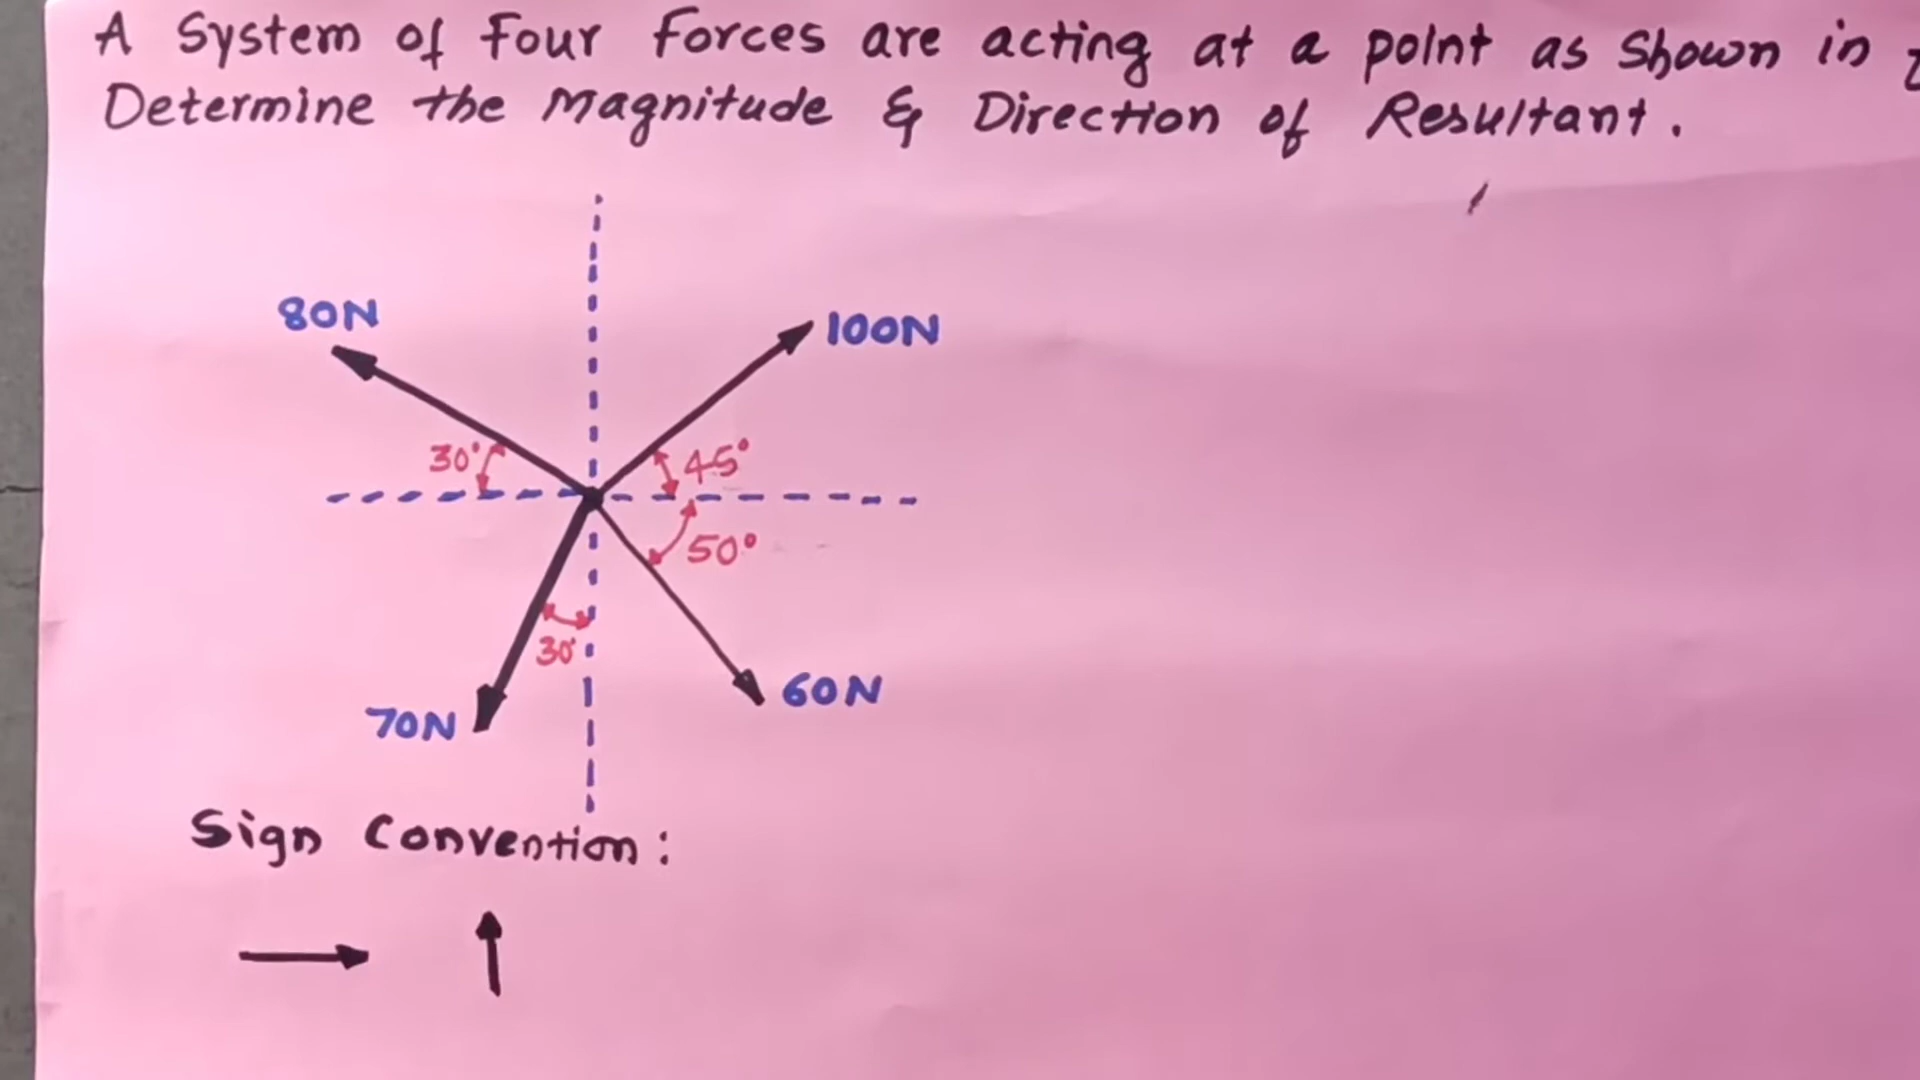 A System of Four Forces are acting at a point as Shown in
Determine the Magnitude & Direction of Resultant.
80N
100N
30°
45°
50°
30°
70N
60N
Sign Convention: